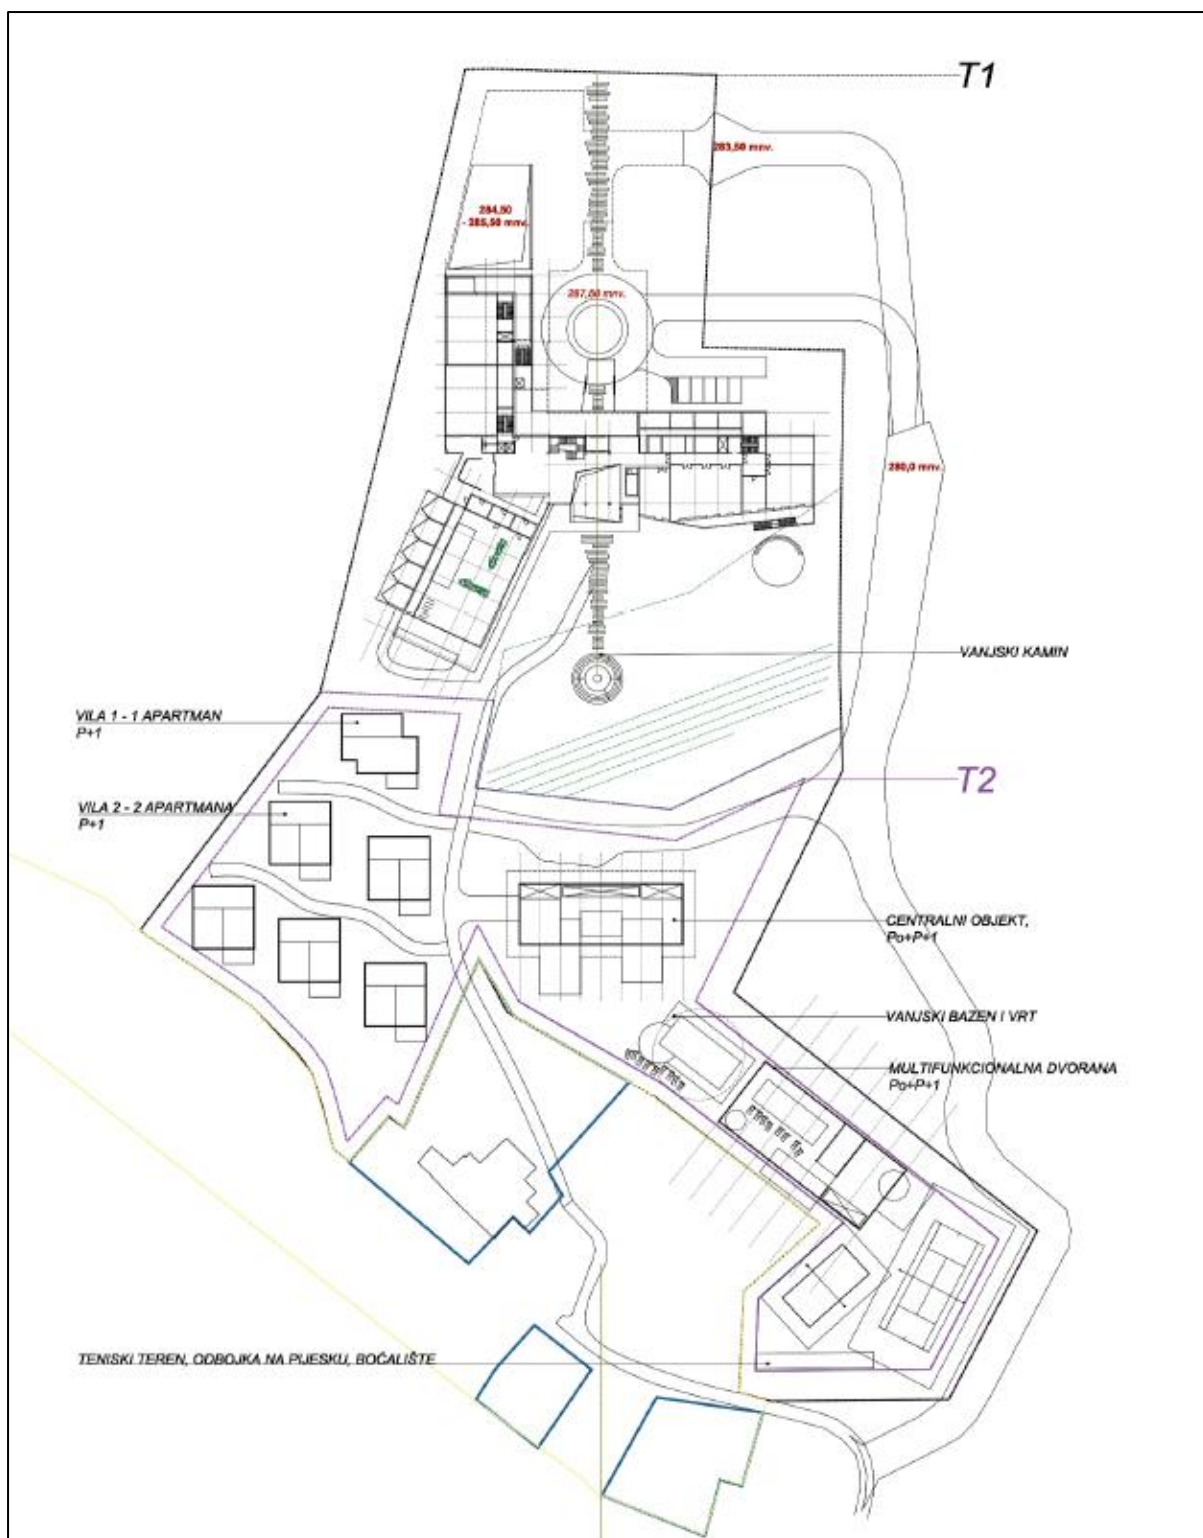 T1
283,50 mnv.
284,50
- 285,50 mnv.
287,50 mnv.
280,0 mnv.
VANJSKI KAMIN
VILA 1 - 1 APARTMAN
P+1
T2
VILA 2 - 2 APARTMANA
P+1
CENTRALNI OBJEKT,
Po+P+1
VANJSKI BAZEN I VRT
MULTIFUNKCIONALNA DVORANA
Po+P+1
TENISKI TEREN, ODBOJKA NA PIJESKU, BOĆALIŠTE